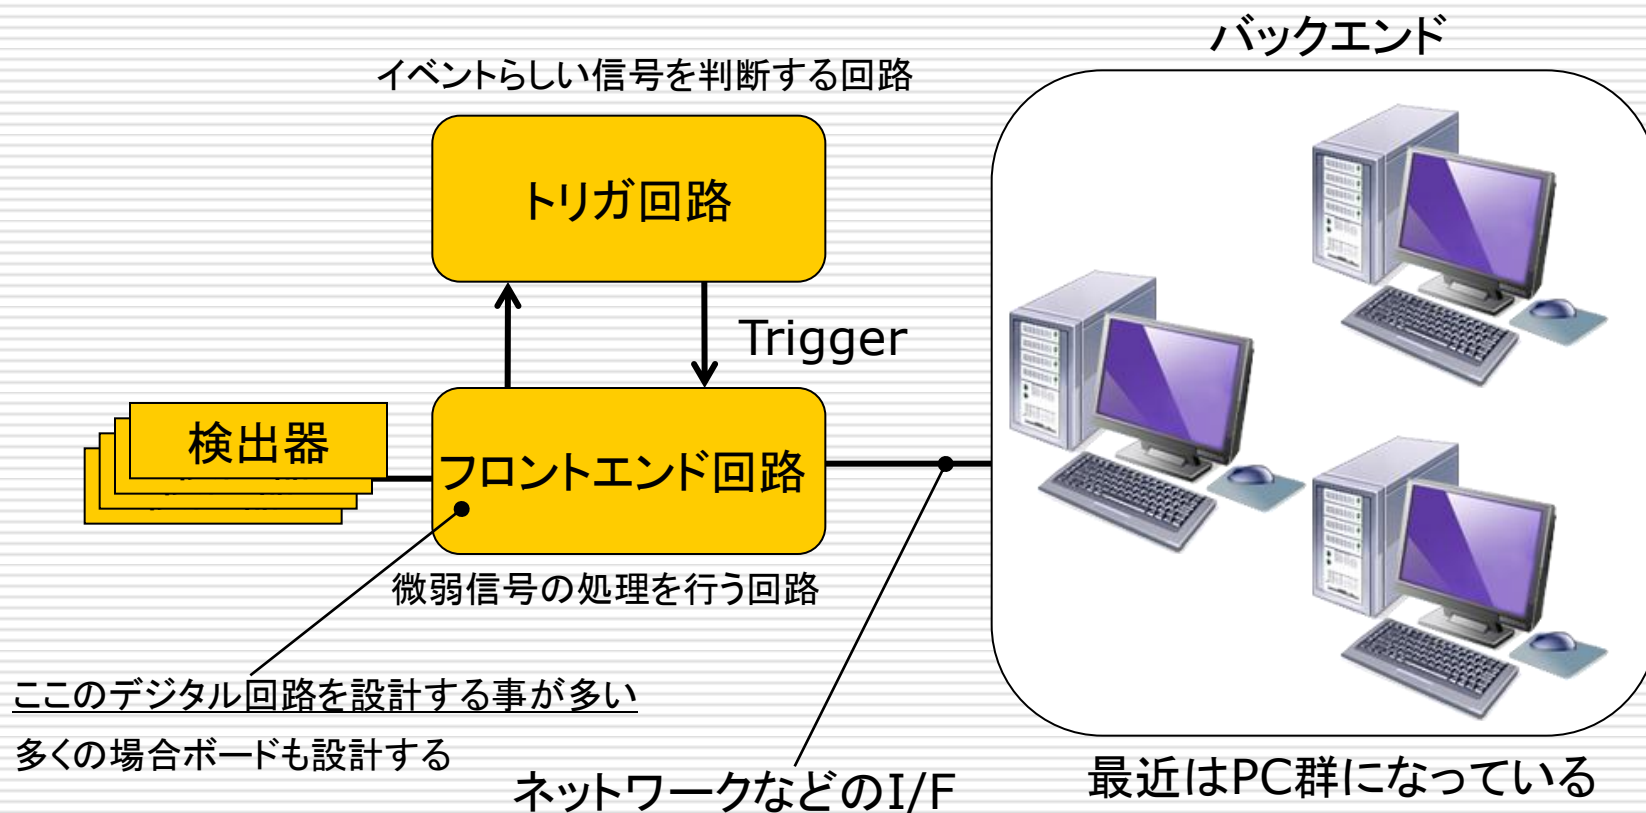 バックエンド
イベントらしい信号を判断する回路
トリガ回路
Trigger
検出器
フロントエンド回路
微弱信号の処理を行う回路
ここのデジタル回路を設計する事が多い
多くの場合ボードも設計する
ネットワークなどのI/F
最近はPC群になっている